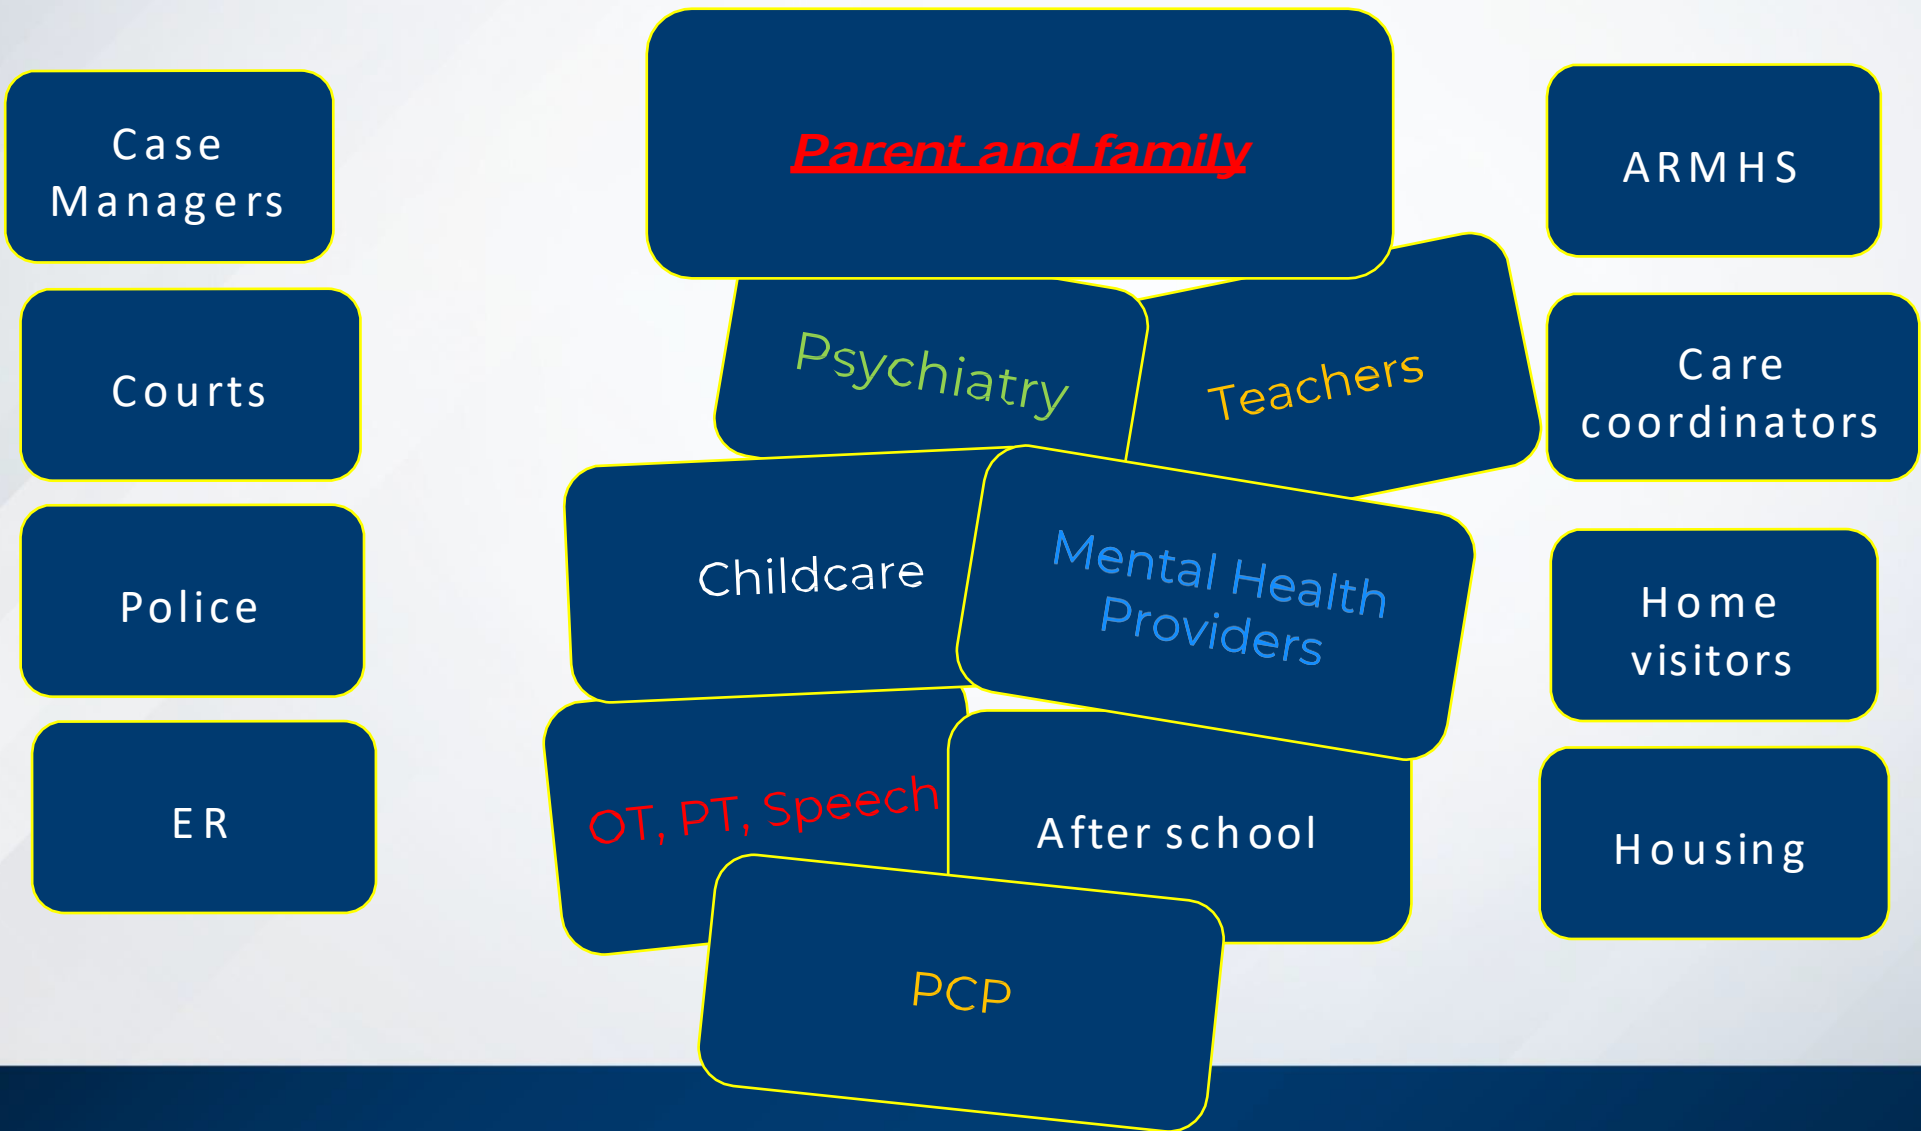 Case
Managers
Courts
Police
ER
Parent and family
Psychiatry
Teachers
Childcare
Mental Health
Providers
OT, PT, Speech
After school
PCP
ARMHS
Care
coordinators
Home
visitors
Housing